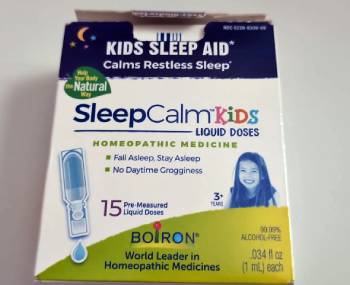 KIDS SLEEP AID*
Calms Restless Sleep*
Help Your Body
the Natural
Way
SleepCalm™ KIDS
LIQUID DOSES
HOMEOPATHIC MEDICINE
Fall Asleep, Stay Asleep
No Daytime Grogginess
3+
YEARS
15 Pre-Measured
Liquid Doses
99.99%
ALCOHOL-FREE
BOIRON®
.034 fl oz
(1 mL) each
World Leader in
Homeopathic Medicines